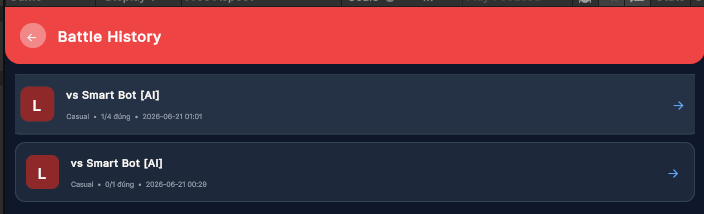 ← Battle History
L
vs Smart Bot [AI]
Casual • 1/4 đúng • 2026-06-21 01:01
→
L
vs Smart Bot [AI]
Casual • 0/1 đúng • 2026-06-21 00:29
→